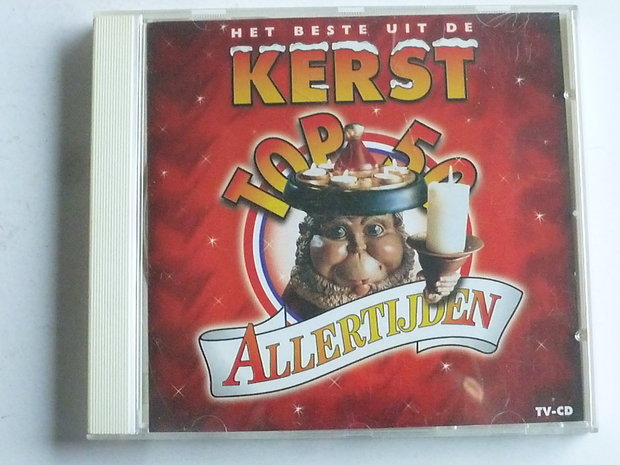 HET BESTE UIT DE
KERST
TOP 50
ALLERTIJDEN
TV-CD